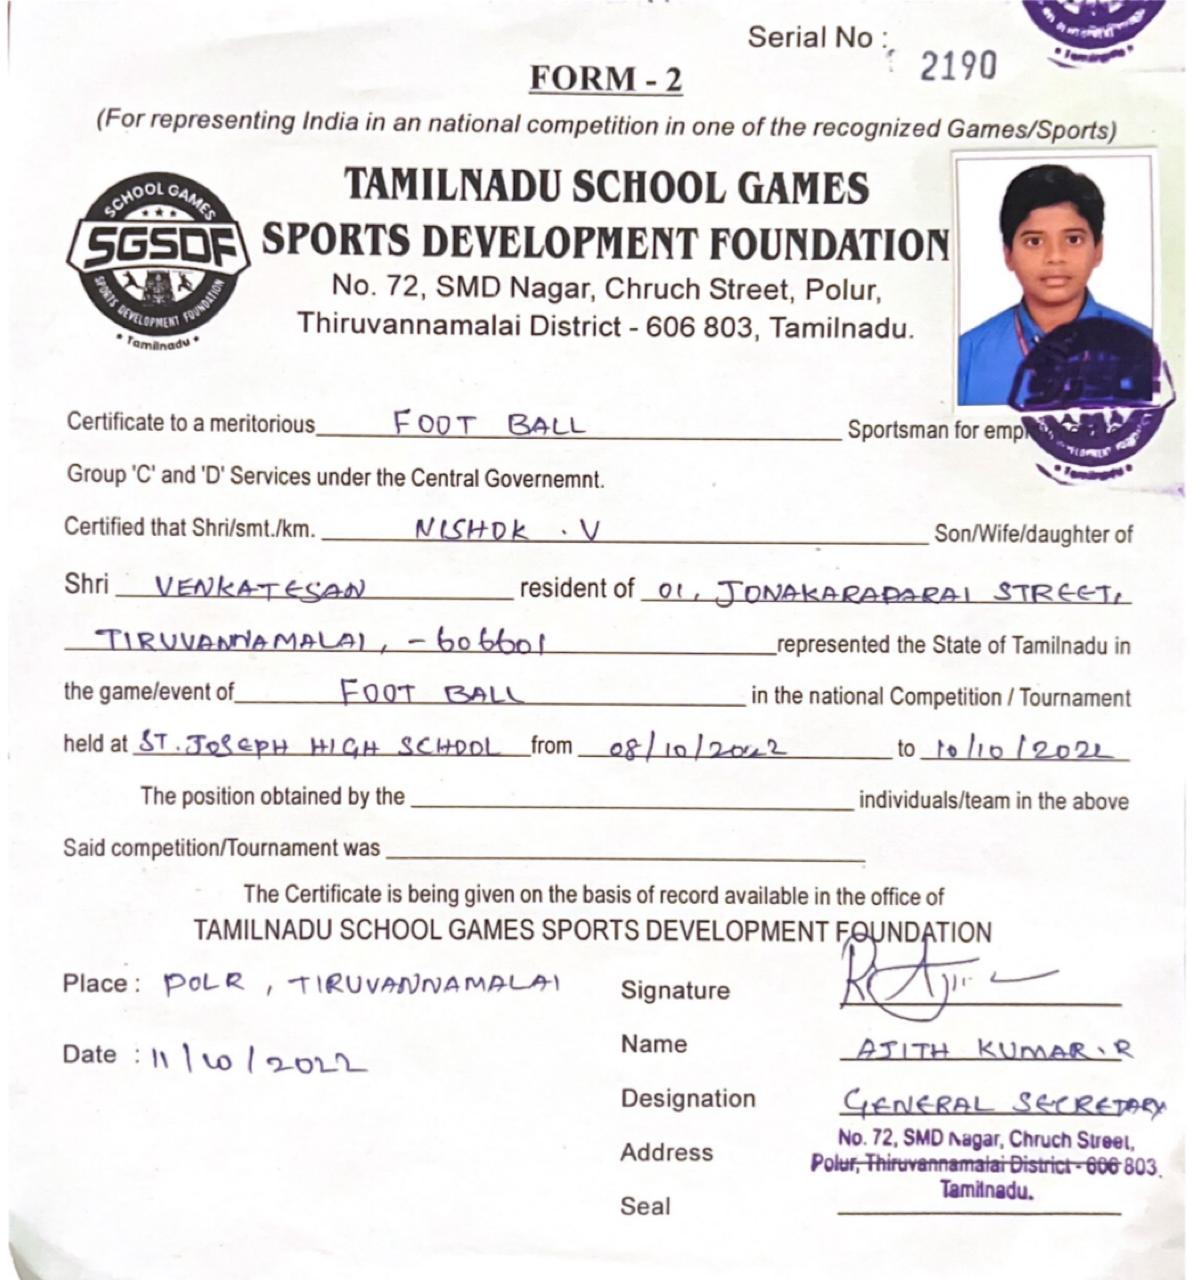 Serial No : 2190
FORM - 2
(For representing India in an national competition in one of the recognized Games/Sports)
SCHOOL GAMES
SGSDF
SPORTS DEVELOPMENT FOUNDATION
• Tamilnadu •
TAMILNADU SCHOOL GAMES
SPORTS DEVELOPMENT FOUNDATION
No. 72, SMD Nagar, Chruch Street, Polur,
Thiruvannamalai District - 606 803, Tamilnadu.
Certificate to a meritorious FOOT BALL Sportsman for empl
Group 'C' and 'D' Services under the Central Governemnt.
Certified that Shri/smt./km. NISHOK . V Son/Wife/daughter of
Shri VENKATESAN resident of 01, JONAKARAPARAI STREET,
TIRUVANNAMALAI, - 606601 represented the State of Tamilnadu in
the game/event of FOOT BALL in the national Competition / Tournament
held at ST. JOSEPH HIGH SCHOOL from 08/10/2022 to 10/10/2022
The position obtained by the individuals/team in the above
Said competition/Tournament was
The Certificate is being given on the basis of record available in the office of
TAMILNADU SCHOOL GAMES SPORTS DEVELOPMENT FOUNDATION
Place : POLR, TIRUVANNAMALAI
Date : 11/10/2022
Signature
Name AJITH KUMAR.R
Designation GENERAL SECRETARY
Address No. 72, SMD Nagar, Chruch Street,
Polur, Thiruvannamalai District - 606 803.
Tamilnadu.
Seal